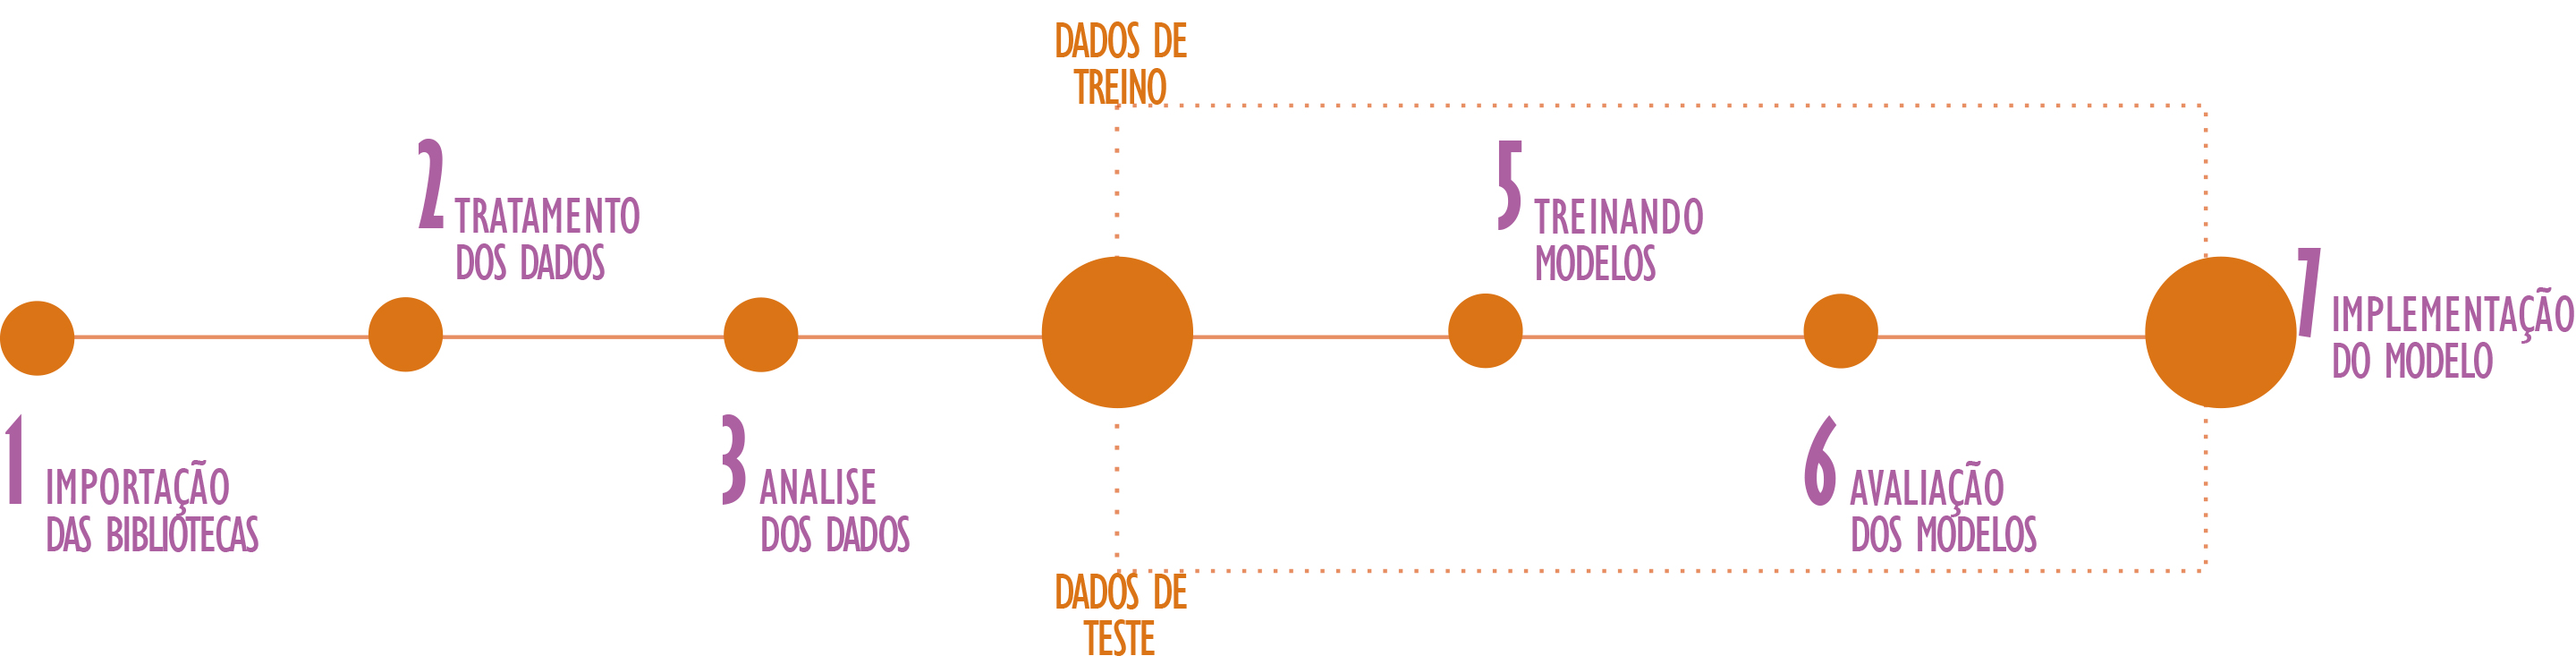 1
IMPORTAÇÃO
DAS BIBLIOTECAS
2
TRATAMENTO
DOS DADOS
3
ANALISE
DOS DADOS
DADOS DE
TREINO
DADOS DE
TESTE
5
TREINANDO
MODELOS
6
AVALIAÇÃO
DOS MODELOS
7
IMPLEMENTAÇÃO
DO MODELO